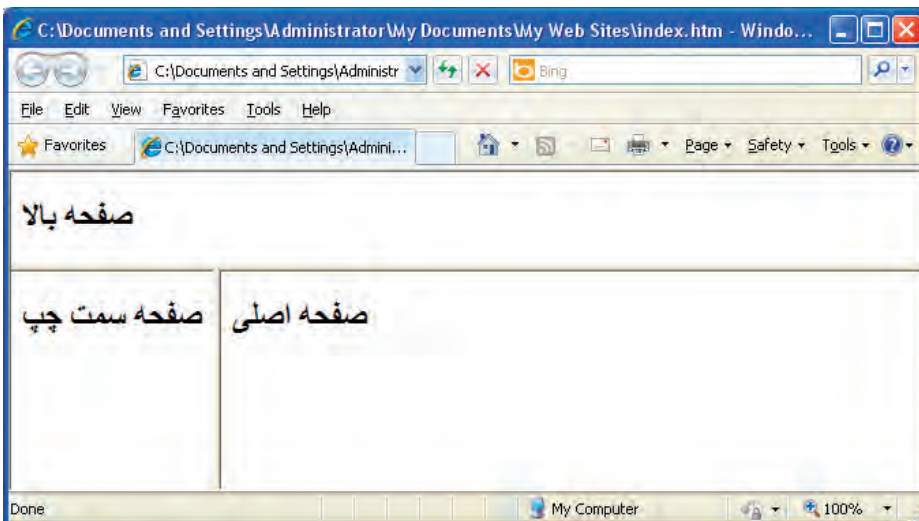 C:\Documents and Settings\Administrator\My Documents\My Web Sites\index.htm - Windo...
C:\Documents and Settings\Administr
Bing
File Edit View Favorites Tools Help
Favorites
C:\Documents and Settings\Admini...
Page Safety Tools
صفحه بالا
صفحه سمت چپ
صفحه اصلی
Done
My Computer
100%